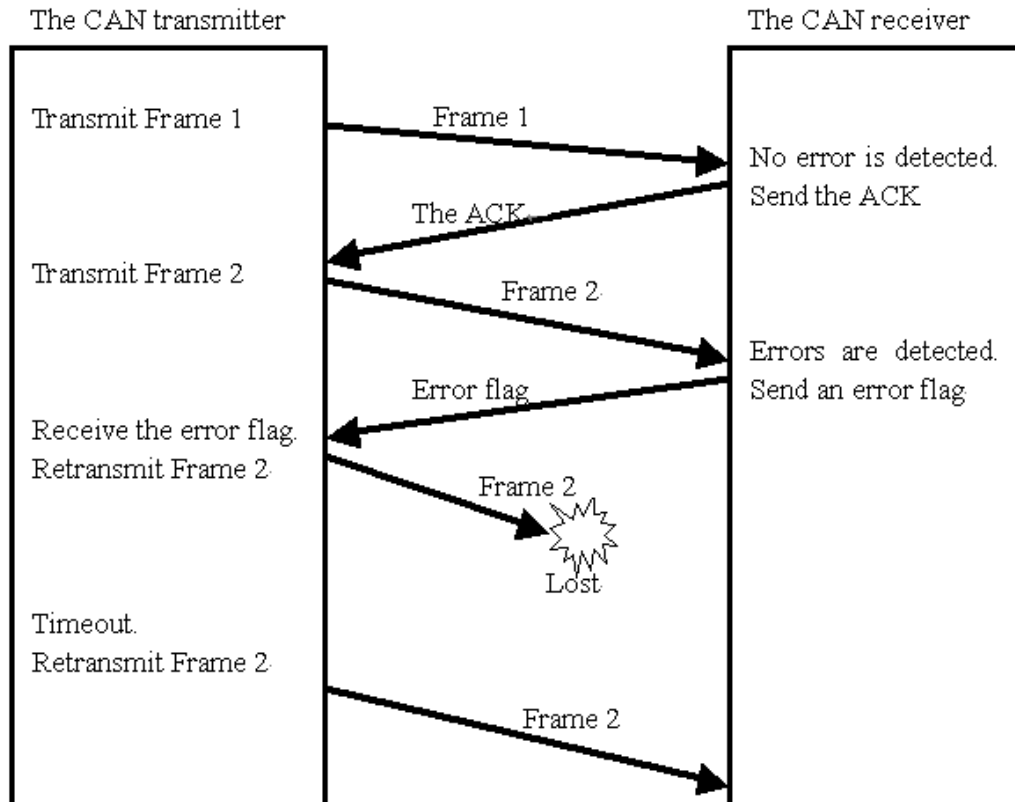 The CAN transmitter
The CAN receiver
Transmit Frame 1
Frame 1
No error is detected.
Send the ACK
The ACK
Transmit Frame 2
Frame 2
Errors are detected.
Send an error flag
Error flag
Receive the error flag.
Retransmit Frame 2
Frame 2
Lost
Timeout.
Retransmit Frame 2
Frame 2